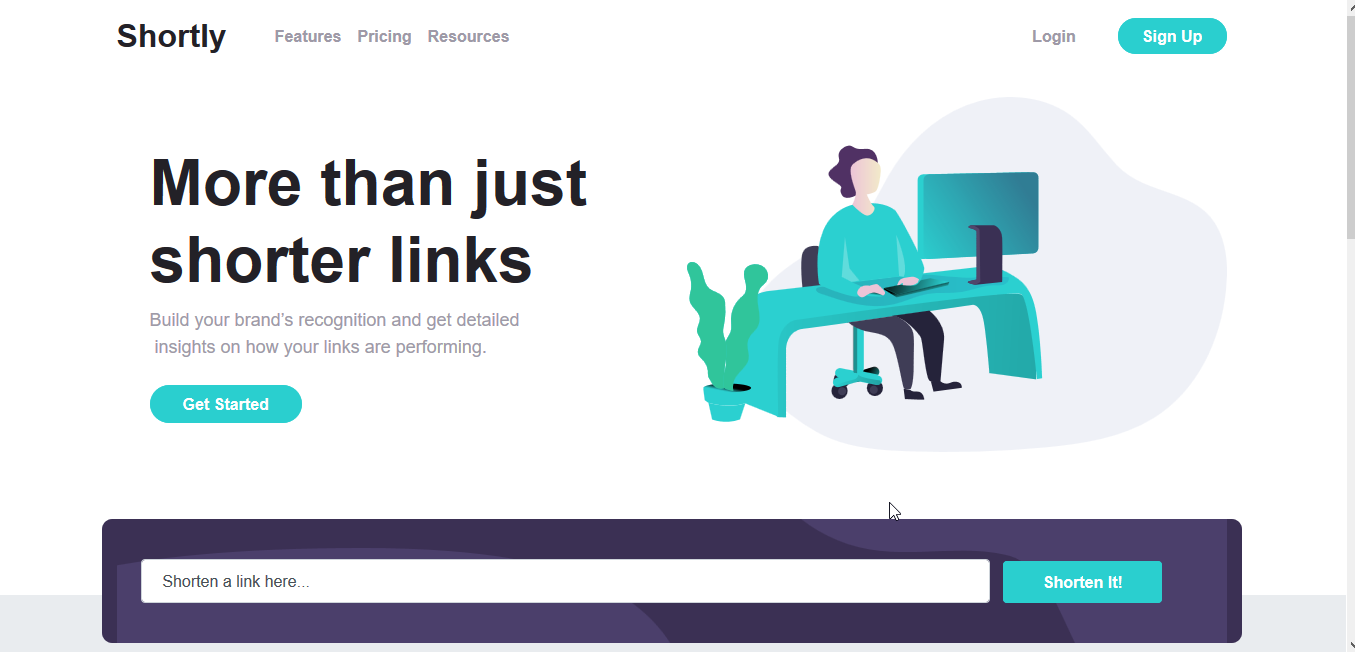 Shortly
Features Pricing Resources
Login
Sign Up
More than just
shorter links
Build your brand’s recognition and get detailed
insights on how your links are performing.
Get Started
Shorten a link here...
Shorten It!